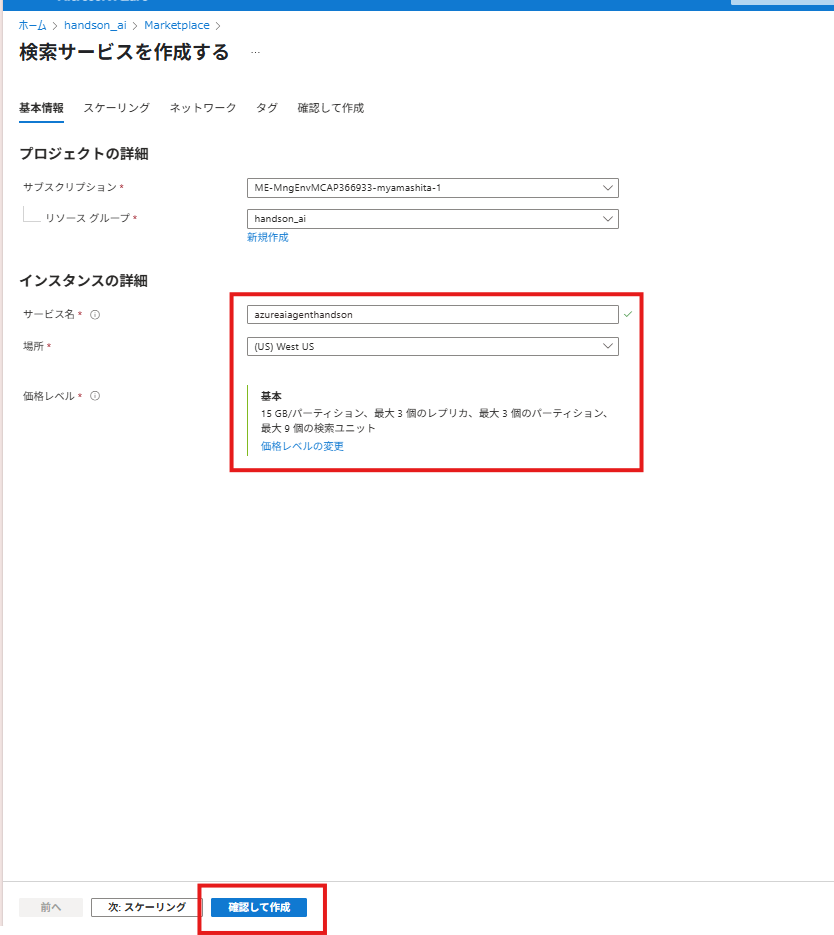 ホーム > handson_ai > Marketplace >
検索サービスを作成する ...
基本情報 スケーリング ネットワーク タグ 確認して作成
プロジェクトの詳細
サブスクリプション *
ME-MngEnvMCAP366933-myamashita-1
リソース グループ *
handson_ai
新規作成
インスタンスの詳細
サービス名 *
azureaiagenthandson
場所 *
(US) West US
価格レベル *
基本
15 GB/パーティション、最大 3 個のレプリカ、最大 3 個のパーティション、
最大 9 個の検索ユニット
価格レベルの変更
前へ 次: スケーリング 確認して作成